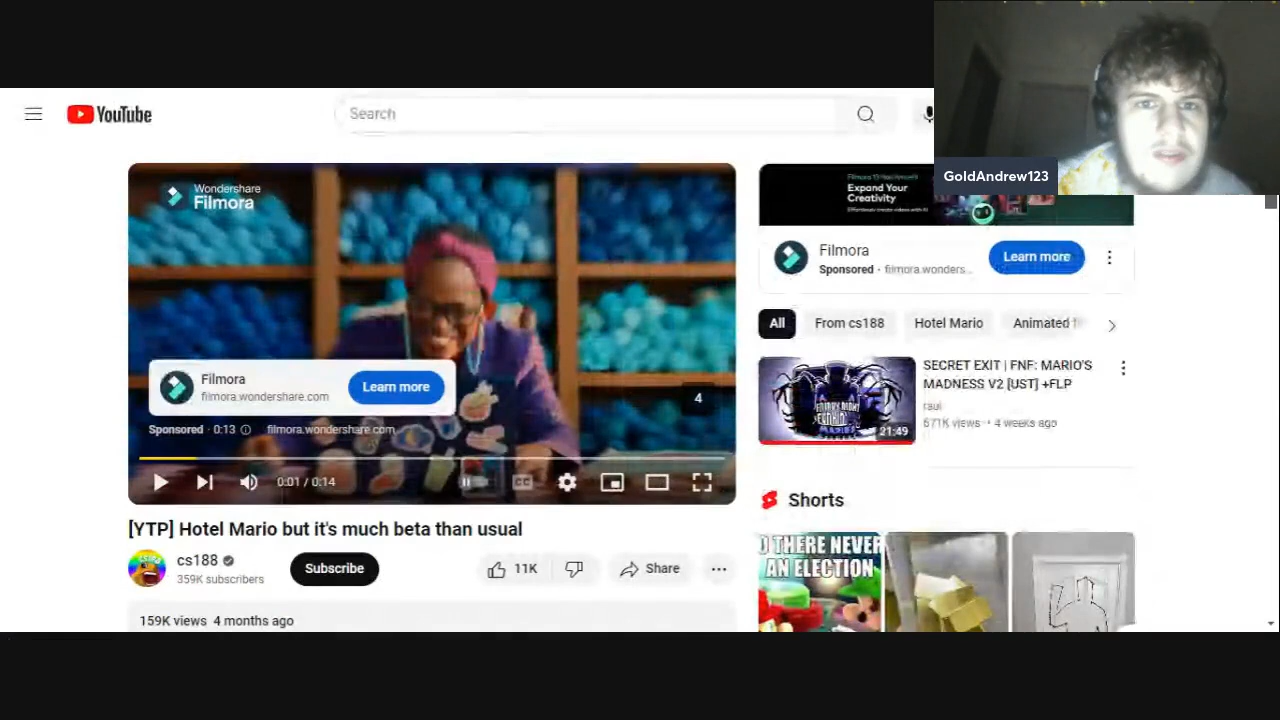 YouTube
Search
GoldAndrew123
Wondershare
Filmora
Filmora
filmora.wondershare.com
Learn more
4
Sponsored · 0:13
filmora.wondershare.com
0:01 / 0:14
CC
[YTP] Hotel Mario but it's much beta than usual
cs188
359K subscribers
Subscribe
11K
Share
159K views 4 months ago
Expand Your
Creativity
Filmora
Sponsored · filmora.wonders...
Learn more
All
From cs188
Hotel Mario
Animated f
21:49
SECRET EXIT | FNF: MARIO'S
MADNESS V2 [UST] +FLP
raul
671K views • 4 weeks ago
Shorts
O THERE NEVER
AN ELECTION